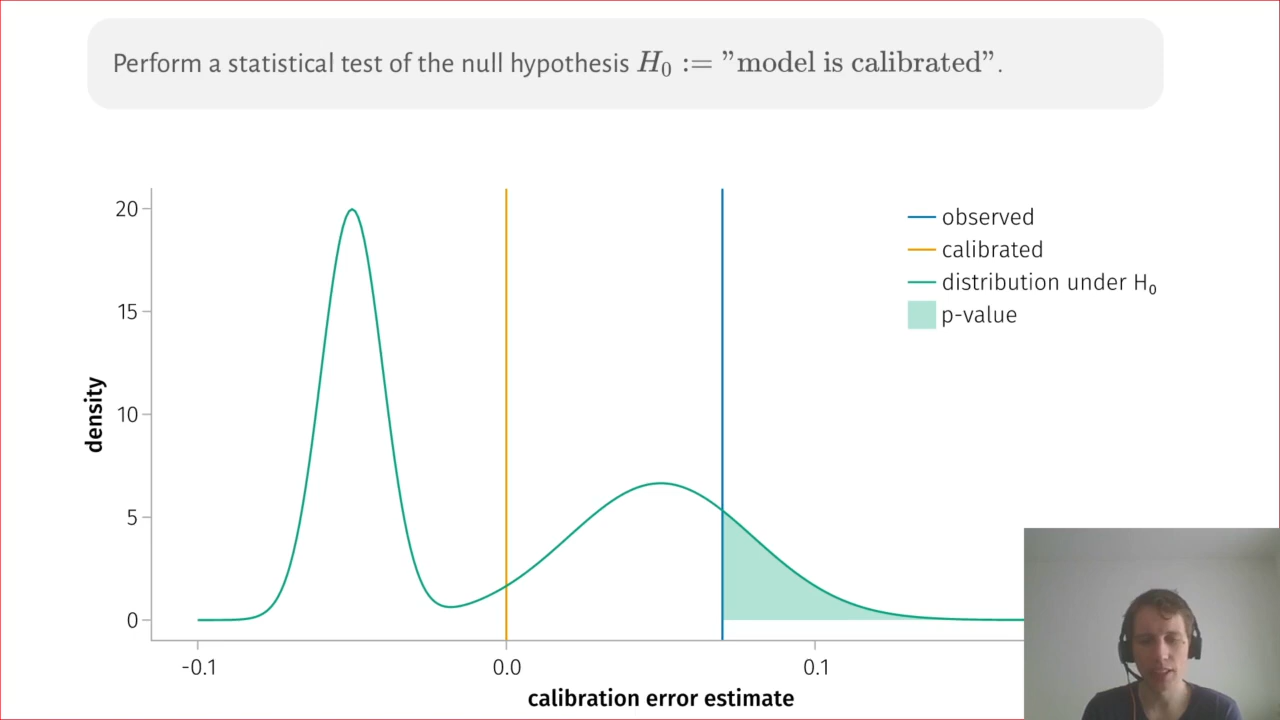 Perform a statistical test of the null hypothesis H₀ := ”model is calibrated”.
20
15
10
5
0
density
observed
calibrated
distribution under H₀
p-value
-0.1
0.0
0.1
calibration error estimate